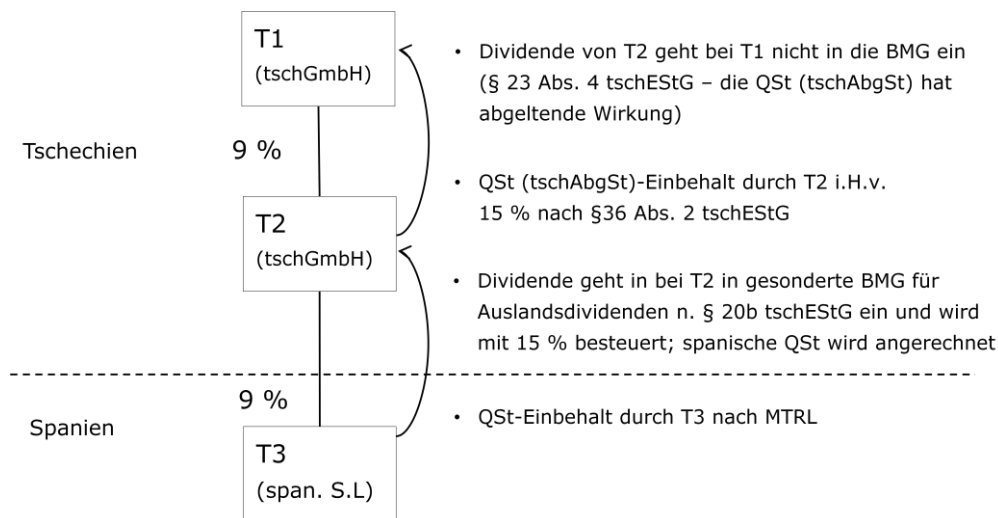 T1
(tschGmbH)
Tschechien
9 %
T2
(tschGmbH)
9 %
Spanien
T3
(span. S.L)
• Dividende von T2 geht bei T1 nicht in die BMG ein
(§ 23 Abs. 4 tschEStG – die QSt (tschAbgSt) hat
abgeltende Wirkung)
• QSt (tschAbgSt)-Einbehalt durch T2 i.H.v.
15 % nach §36 Abs. 2 tschEStG
• Dividende geht in bei T2 in gesonderte BMG für
Auslandsdividenden n. § 20b tschEStG ein und wird
mit 15 % besteuert; spanische QSt wird angerechnet
• QSt-Einbehalt durch T3 nach MTRL